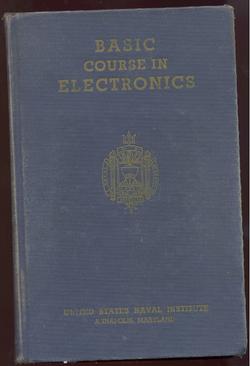 BASIC
COURSE IN
ELECTRONICS
UNITED STATES NAVAL INSTITUTE
ANNAPOLIS, MARYLAND